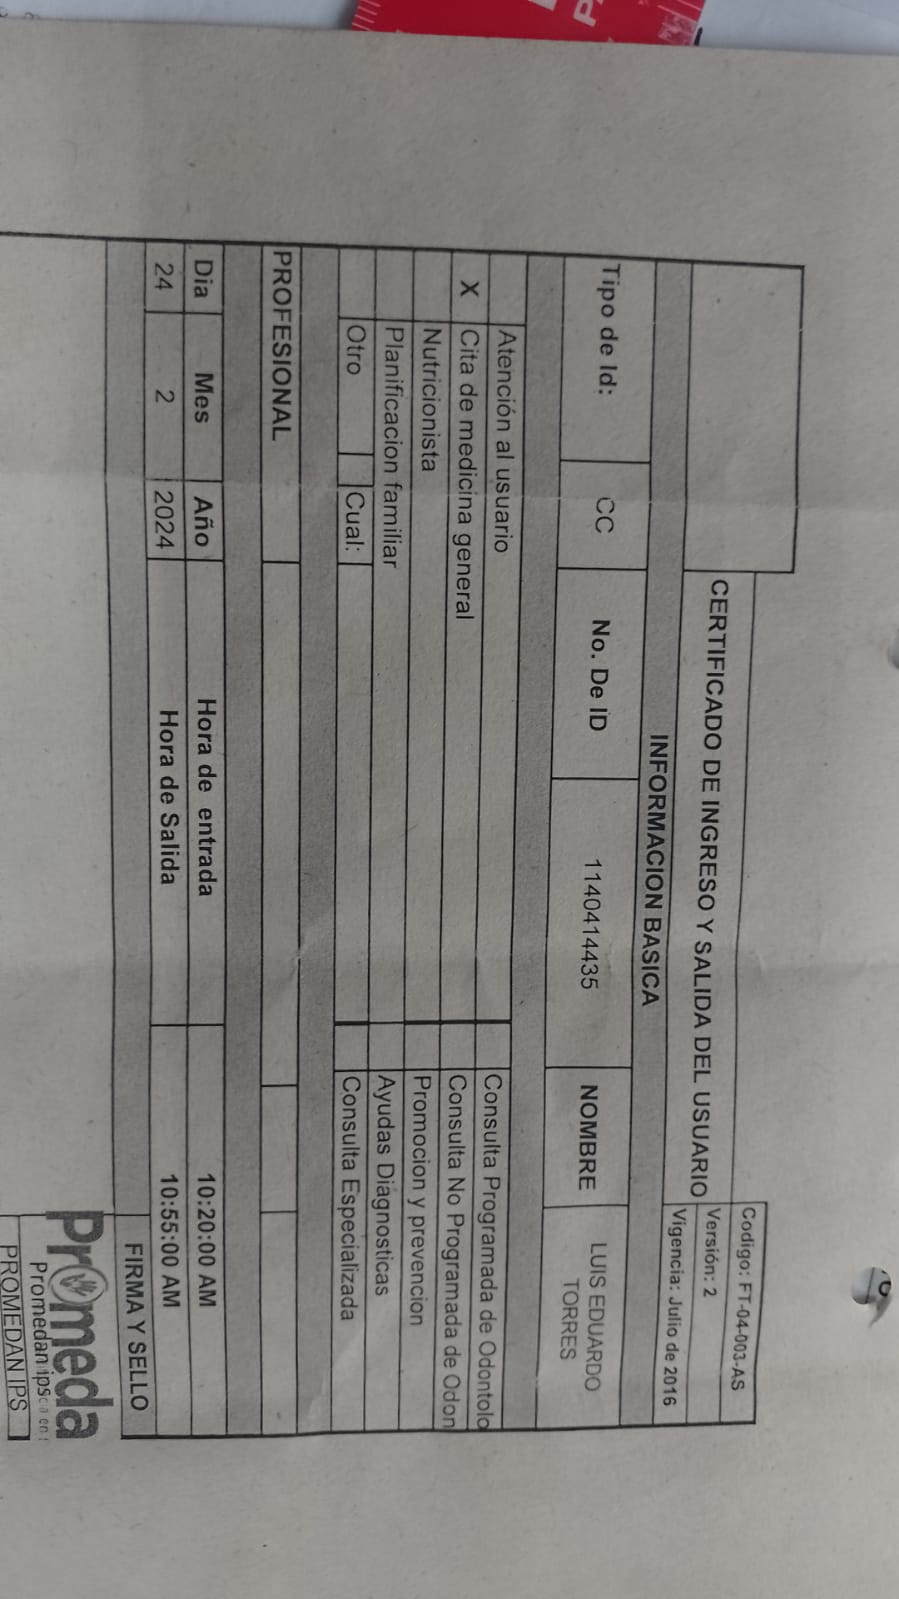 Codigo: FT-04-003-AS
CERTIFICADO DE INGRESO Y SALIDA DEL USUARIO
Versión: 2
Vigencia: Julio de 2016
INFORMACION BASICA
Tipo de Id: CC No. De ID 1140414435 NOMBRE LUIS EDUARDO
TORRES
Atención al usuario Consulta Programada de Odontolo
X Cita de medicina general Consulta No Programada de Odon
Nutricionista Promocion y prevencion
Planificacion familiar Ayudas Diagnosticas
Otro Cual: Consulta Especializada
PROFESIONAL
Dia Mes Año Hora de entrada 10:20:00 AM
24 2 2024 Hora de Salida 10:55:00 AM
FIRMA Y SELLO
Promeda
Promedan ips
PROMEDAN IPS